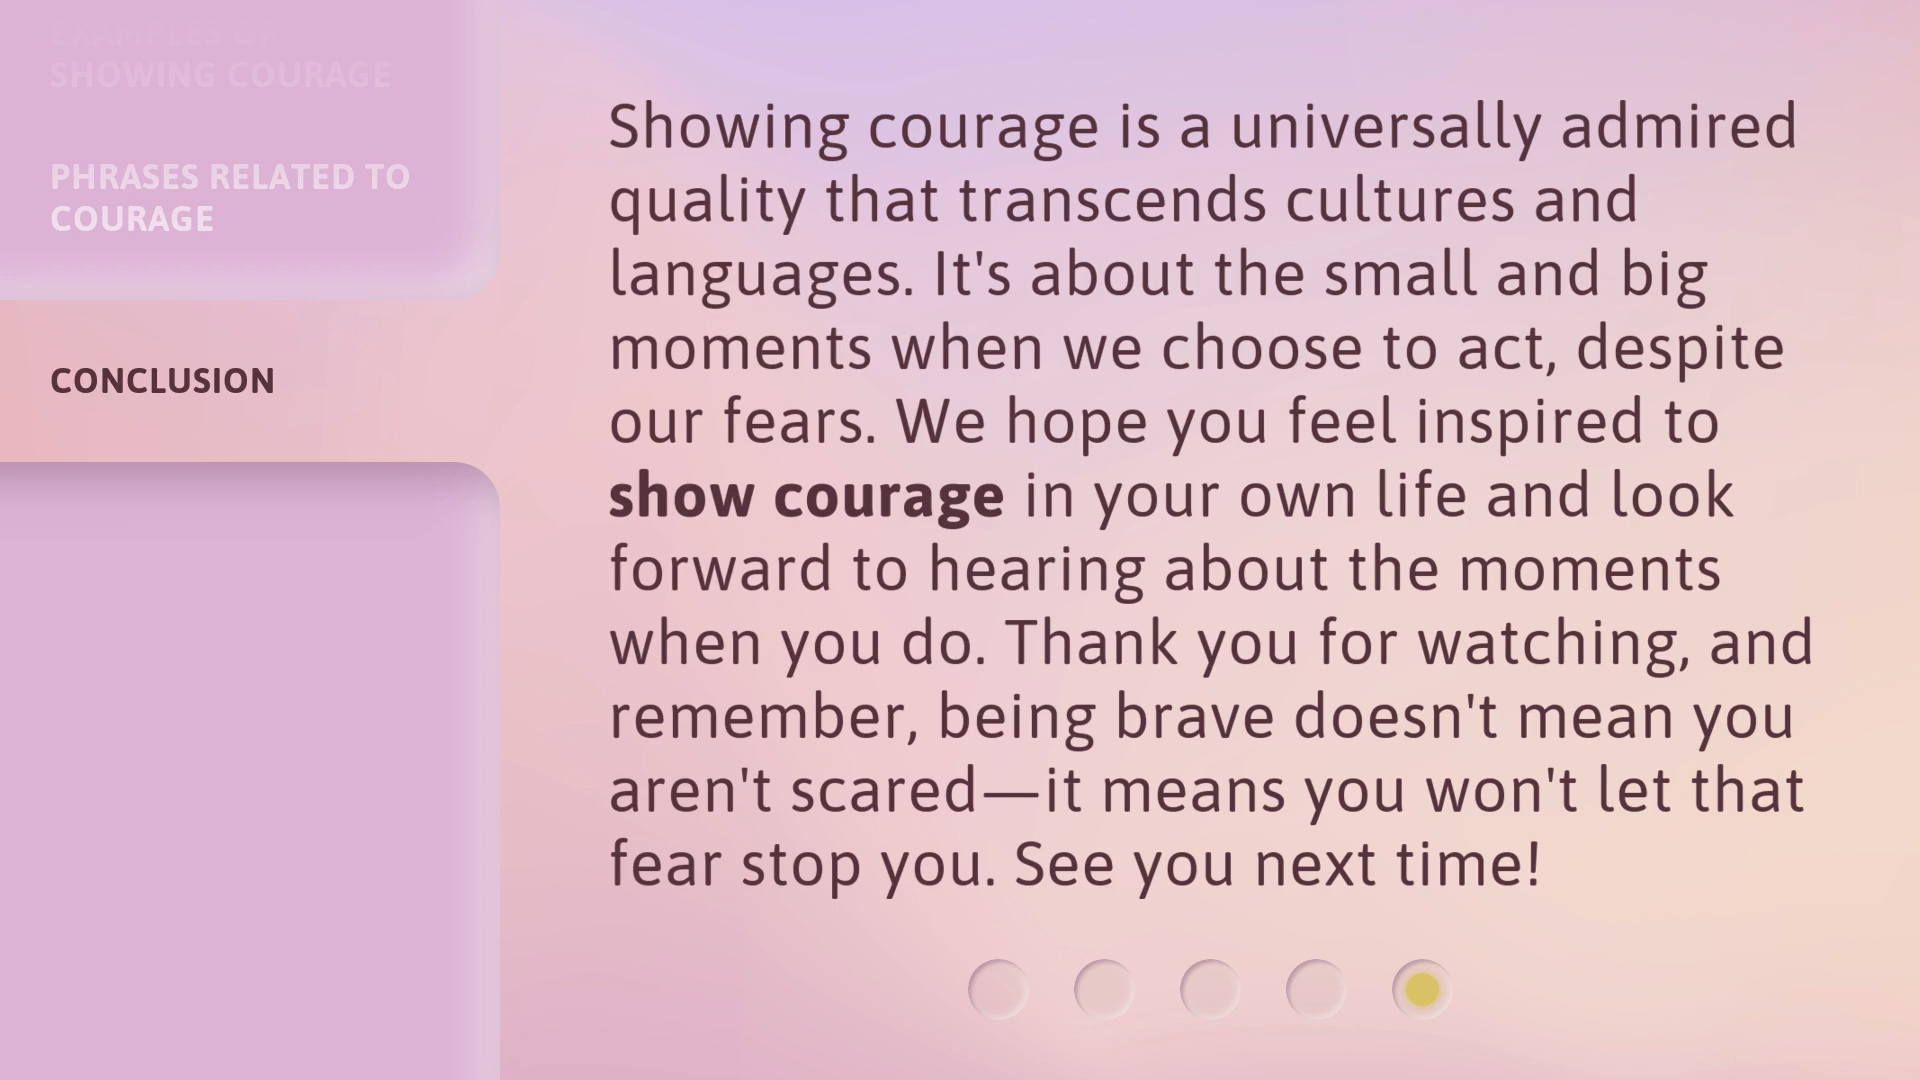 EXAMPLES OF
SHOWING COURAGE
PHRASES RELATED TO
COURAGE
CONCLUSION
Showing courage is a universally admired
quality that transcends cultures and
languages. It's about the small and big
moments when we choose to act, despite
our fears. We hope you feel inspired to
show courage in your own life and look
forward to hearing about the moments
when you do. Thank you for watching, and
remember, being brave doesn't mean you
aren't scared—it means you won't let that
fear stop you. See you next time!